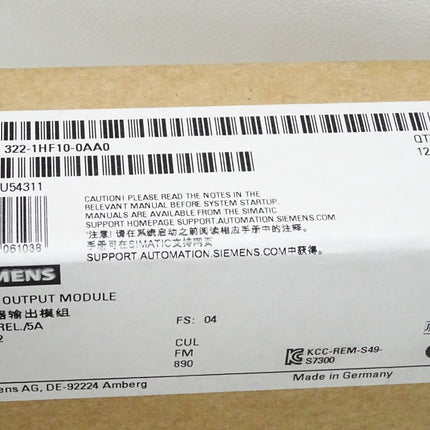 322-1HF10-0AA0
QT
12
U54311
CAUTION! PLEASE READ THE NOTES IN THE
RELEVANT MANUAL BEFORE SYSTEM STARTUP.
MANUALS ARE AVAILABLE FROM THE SIMATIC
SUPPORT HOMEPAGE SUPPORT.AUTOMATION.SIEMENS.COM
注意!请在系统启动之前阅读相应手册中的注意.
手册可在SIMATIC支持网页
SUPPORT.AUTOMATION.SIEMENS.COM中获得。
061038
MENS
OUTPUT MODULE
器输出模组
REL./5A
2
FS: 04
CUL
FM
890
KCC-REM-S49-
S7300
ens AG, DE-92224 Amberg
Made in Germany